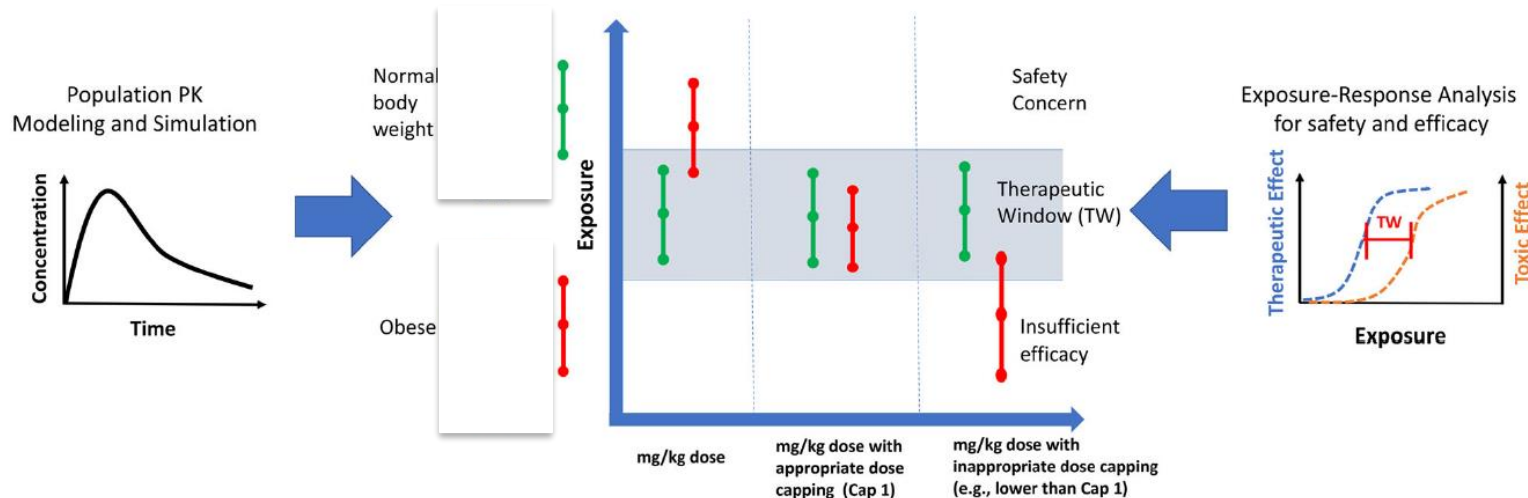 Population PK
Modeling and Simulation
Concentration
Time
Normal
body
weight
Obese
Exposure
Safety
Concern
Therapeutic
Window (TW)
Insufficient
efficacy
mg/kg dose
mg/kg dose with
appropriate dose
capping (Cap 1)
mg/kg dose with
inappropriate dose capping
(e.g., lower than Cap 1)
Exposure-Response Analysis
for safety and efficacy
Therapeutic Effect
TW
Toxic Effect
Exposure